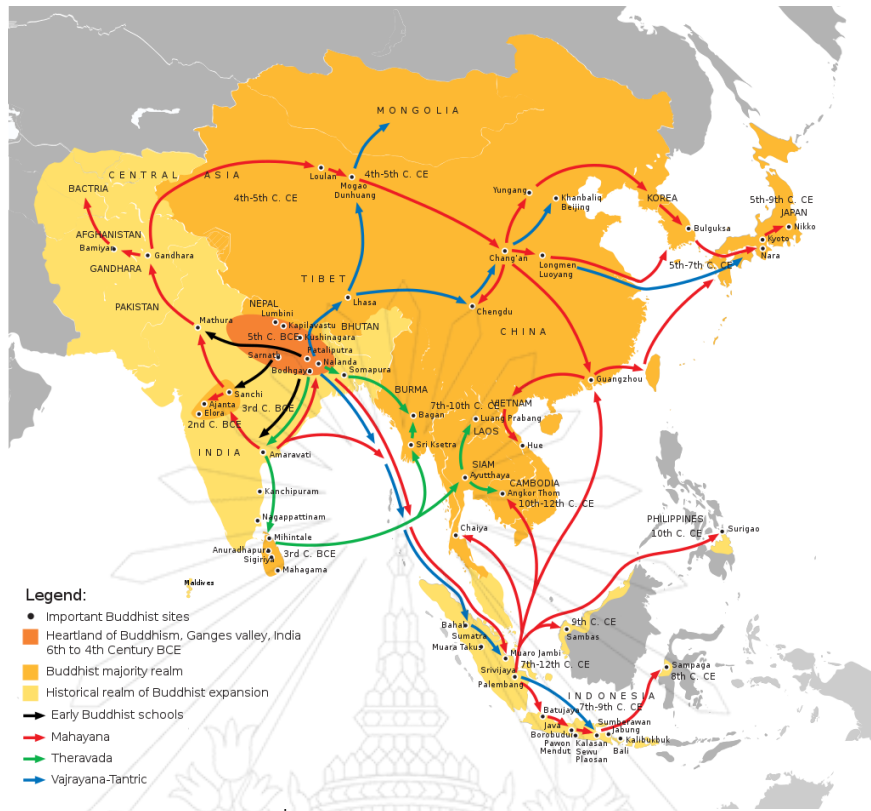 MONGOLIA
CENTRAL ASIA
4th-5th C. CE
Loulan
Mogao
Dunhuang
4th-5th C. CE
BACTRIA
AFGHANISTAN
Bamiyan
GANDHARA
Gandhara
PAKISTAN
Mathura
TIBET
Lhasa
NEPAL
Lumbini
Kapilavastu
Kushinagara
BHUTAN
5th C. BCE
Sarnath
Pataliputra
Nalanda
Bodhgaya
Somapura
Sanchi
Ajanta
Ellora
3rd C. BCE
2nd C. BCE
INDIA
Amaravati
Kanchipuram
Nagappattinam
Mihintale
Anuradhapura
3rd C. BCE
Sigiriya
Mahagama
Maldives
Yungang
Khanbaliq
Beijing
KOREA
Bulguksa
5th-9th C. CE
JAPAN
Nikko
Kyoto
Nara
5th-7th C. CE
Chang'an
Longmen
Luoyang
Chengdu
CHINA
Guangzhou
BURMA
7th-10th C. CE
VIETNAM
Bagan
Luang Prabang
LAOS
Sri Ksetra
Hue
SIAM
Ayutthaya
CAMBODIA
Angkor Thom
10th-12th C. CE
Chaiya
PHILIPPINES
10th C. CE
Surigao
9th C. CE
Sambas
Bahal
Sumatra
Muara Takus
Muaro Jambi
7th-12th C. CE
Srivijaya
Palembang
INDONESIA
7th-9th C. CE
Sampaga
8th C. CE
Batujaya
Java
Borobudur
Pawon
Mendut
Kalasan
Sewu
Plaosan
Sumberawan
Jabung
Kalibukbuk
Bali
Legend:
Important Buddhist sites
Heartland of Buddhism, Ganges valley, India
6th to 4th Century BCE
Buddhist majority realm
Historical realm of Buddhist expansion
Early Buddhist schools
Mahayana
Theravada
Vajrayana-Tantric